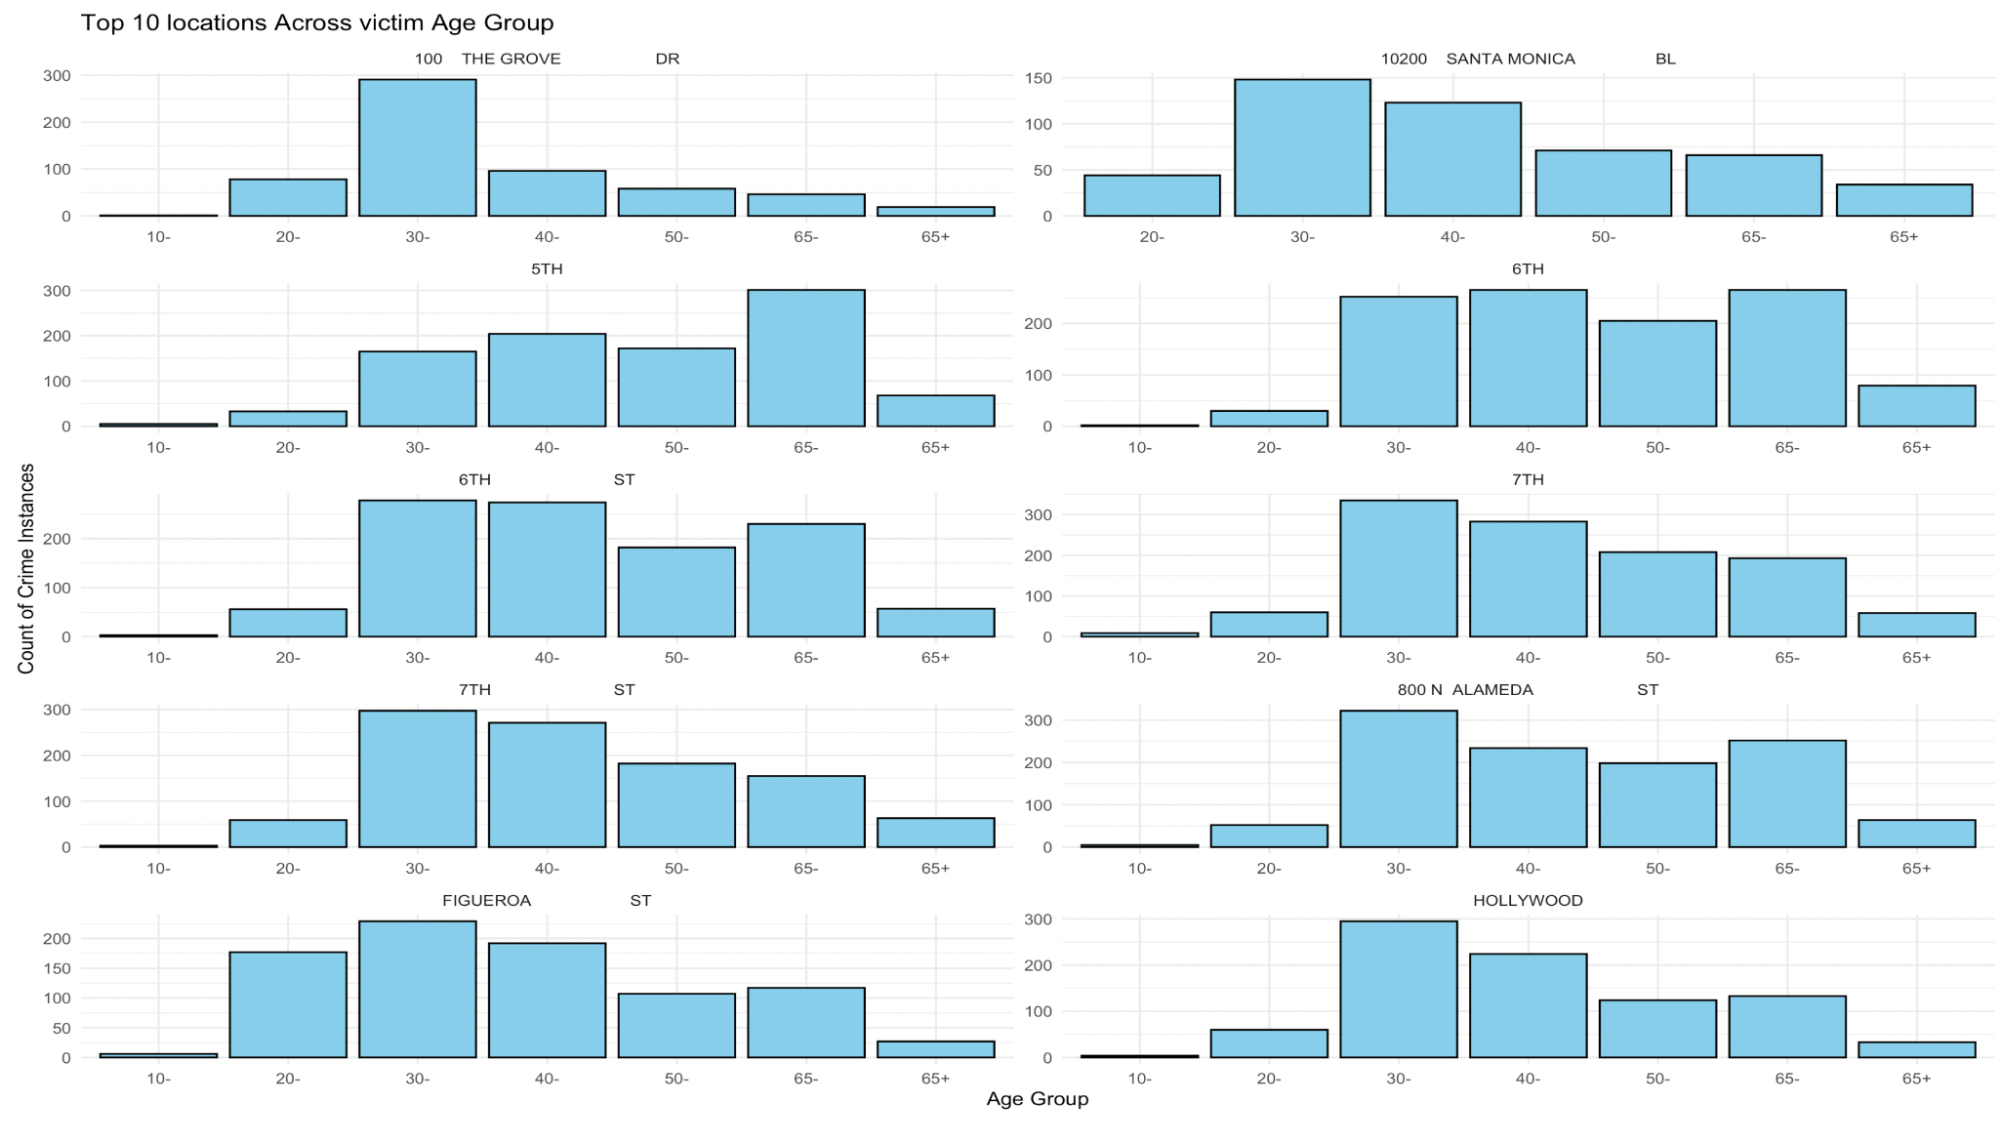 Top 10 locations Across victim Age Group
100 THE GROVE DR
300
200
100
0
10- 20- 30- 40- 50- 65- 65+
10200 SANTA MONICA BL
150
100
50
0
20- 30- 40- 50- 65- 65+
5TH
300
200
100
0
10- 20- 30- 40- 50- 65- 65+
6TH
200
100
0
10- 20- 30- 40- 50- 65- 65+
6TH ST
200
100
0
10- 20- 30- 40- 50- 65- 65+
7TH
300
200
100
0
10- 20- 30- 40- 50- 65- 65+
7TH ST
300
200
100
0
10- 20- 30- 40- 50- 65- 65+
800 N ALAMEDA ST
300
200
100
0
10- 20- 30- 40- 50- 65- 65+
FIGUEROA ST
200
150
100
50
0
10- 20- 30- 40- 50- 65- 65+
HOLLYWOOD
300
200
100
0
10- 20- 30- 40- 50- 65- 65+
Count of Crime Instances
Age Group